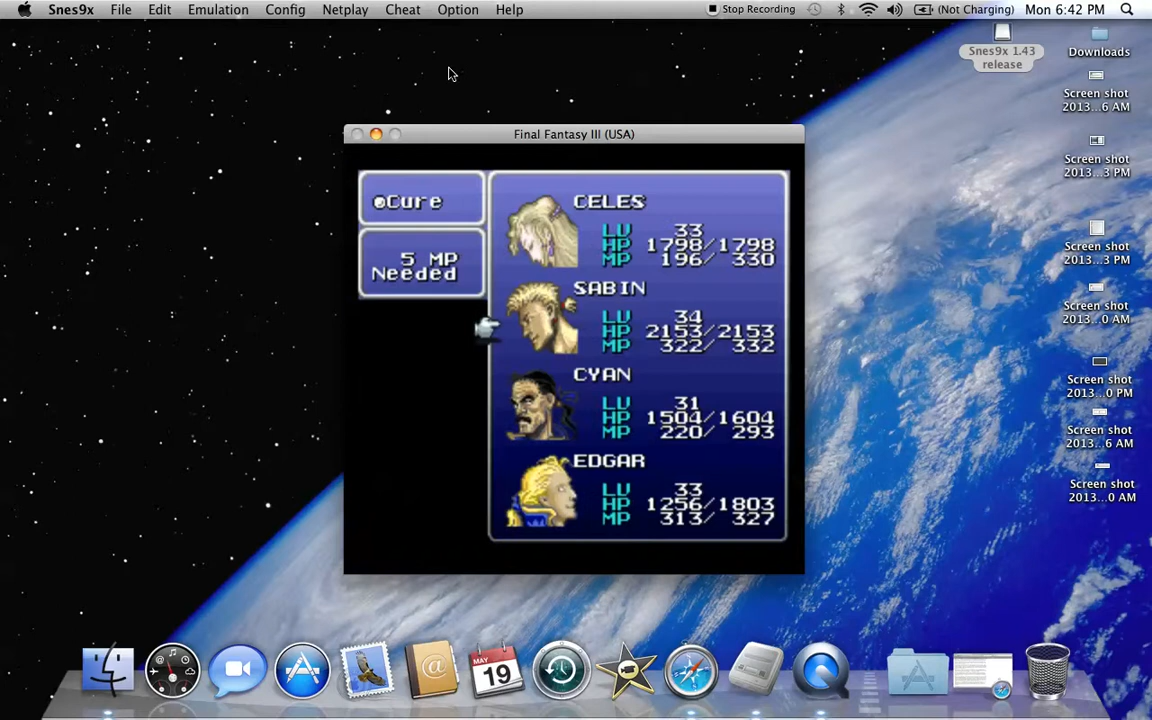 Snes9x File Edit Emulation Config Netplay Cheat Option Help Stop Recording (Not Charging) Mon 6:42 PM
Snes9x 1.43
release
Downloads
Screen shot
2013...6 AM
Screen shot
2013...3 PM
Screen shot
2013...3 PM
Screen shot
2013...0 AM
Screen shot
2013...0 PM
Screen shot
2013...6 AM
Screen shot
2013...0 AM
Final Fantasy III (USA)
Cure
5 MP
Needed
CELES
LV 33
HP 1798/1798
MP 196/ 330
SABIN
LV 34
HP 2153/2153
MP 322/ 332
CYAN
LV 31
HP 1504/1604
MP 220/ 293
EDGAR
LV 33
HP 1256/1803
MP 313/ 327
@
MAY
19